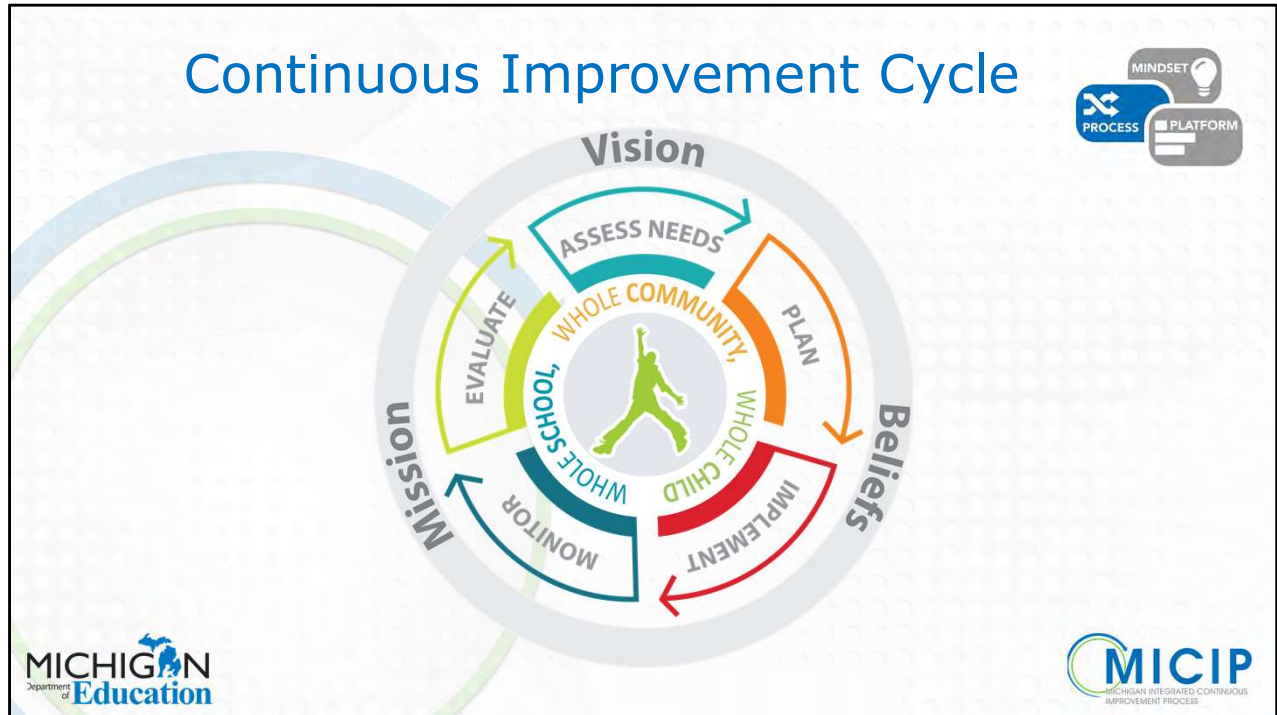 Continuous Improvement Cycle
MINDSET
PROCESS
PLATFORM
Vision
Beliefs
Mission
ASSESS NEEDS
PLAN
IMPLEMENT
MONITOR
EVALUATE
WHOLE SCHOOL,
WHOLE COMMUNITY,
WHOLE CHILD
MICHIGAN
Department of Education
MICIP
MICHIGAN INTEGRATED CONTINUOUS
IMPROVEMENT PROCESS